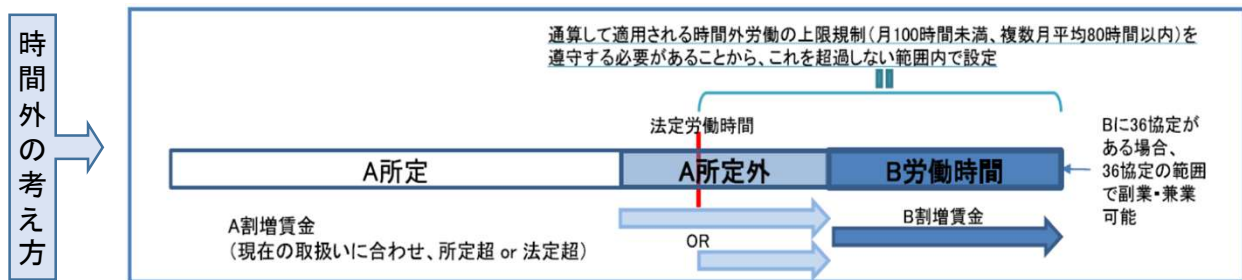 時間外の考え方
通算して適用される時間外労働の上限規制(月100時間未満、複数月平均80時間以内)を
遵守する必要があることから、これを超過しない範囲内で設定
法定労働時間
A所定
A所定外
B労働時間
Bに36協定が
ある場合、
36協定の範囲
で副業・兼業
可能
A割増賃金
(現在の取扱いに合わせ、所定超 or 法定超)
OR
B割増賃金